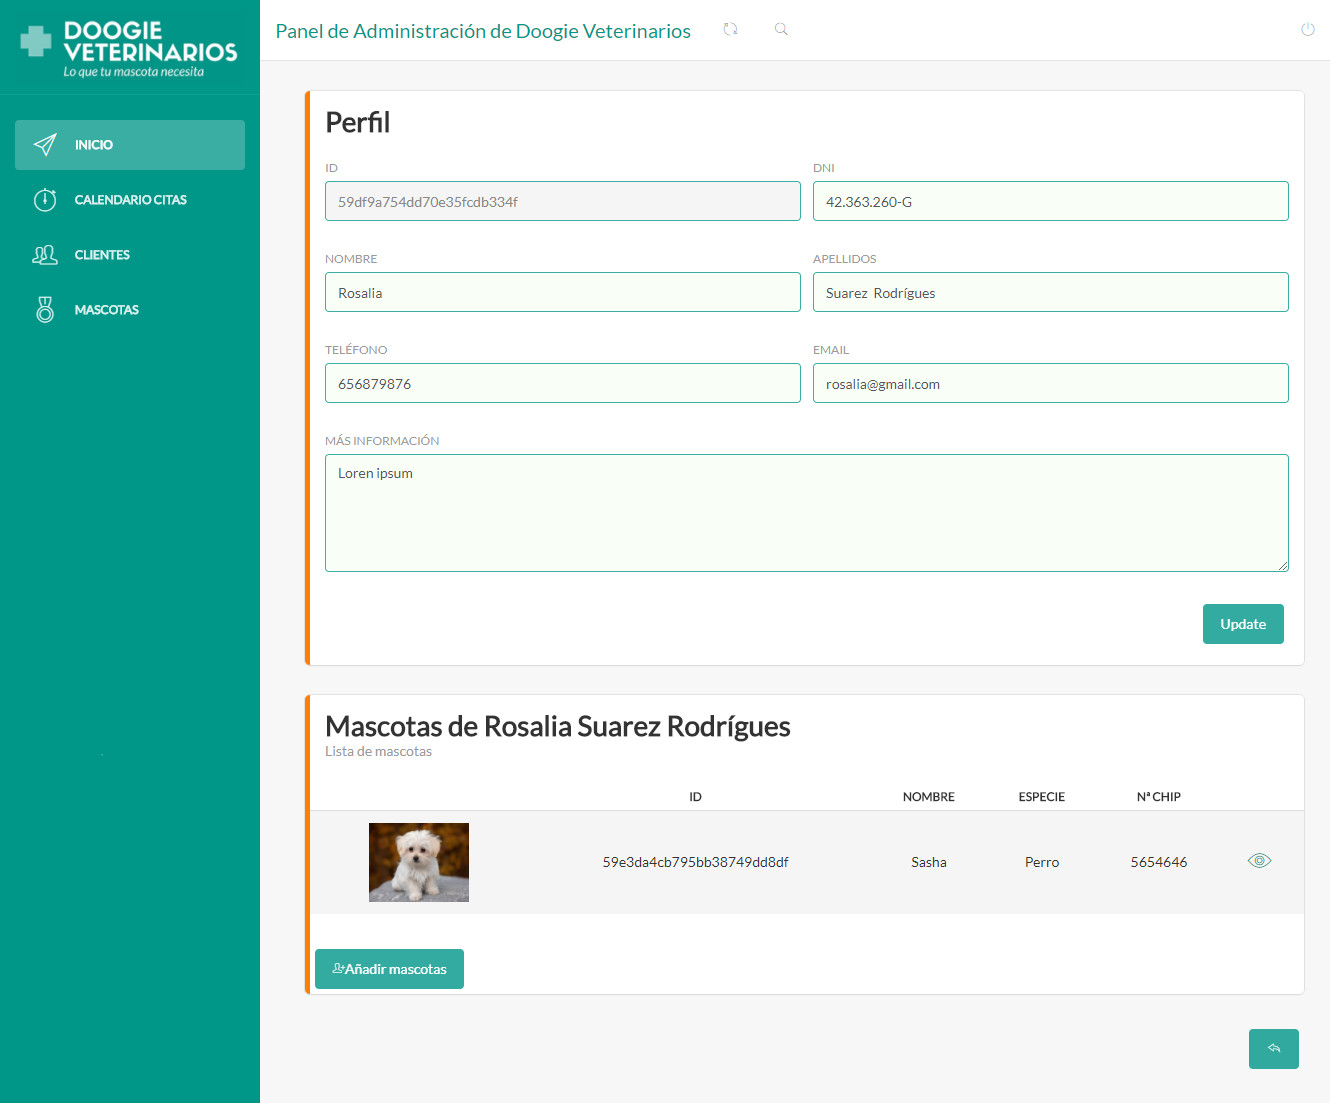 DOOGIE
VETERINARIOS
Lo que tu mascota necesita
Panel de Administración de Doogie Veterinarios
INICIO
CALENDARIO CITAS
CLIENTES
MASCOTAS
Perfil
ID
DNI
59df9a754dd70e35fcdb334f
42.363.260-G
NOMBRE
APELLIDOS
Rosalia
Suarez Rodrígues
TELÉFONO
EMAIL
656879876
rosalia@gmail.com
MÁS INFORMACIÓN
Loren ipsum
Update
Mascotas de Rosalia Suarez Rodrígues
Lista de mascotas
ID NOMBRE ESPECIE Nª CHIP
59e3da4cb795bb38749dd8df Sasha Perro 5654646
Añadir mascotas